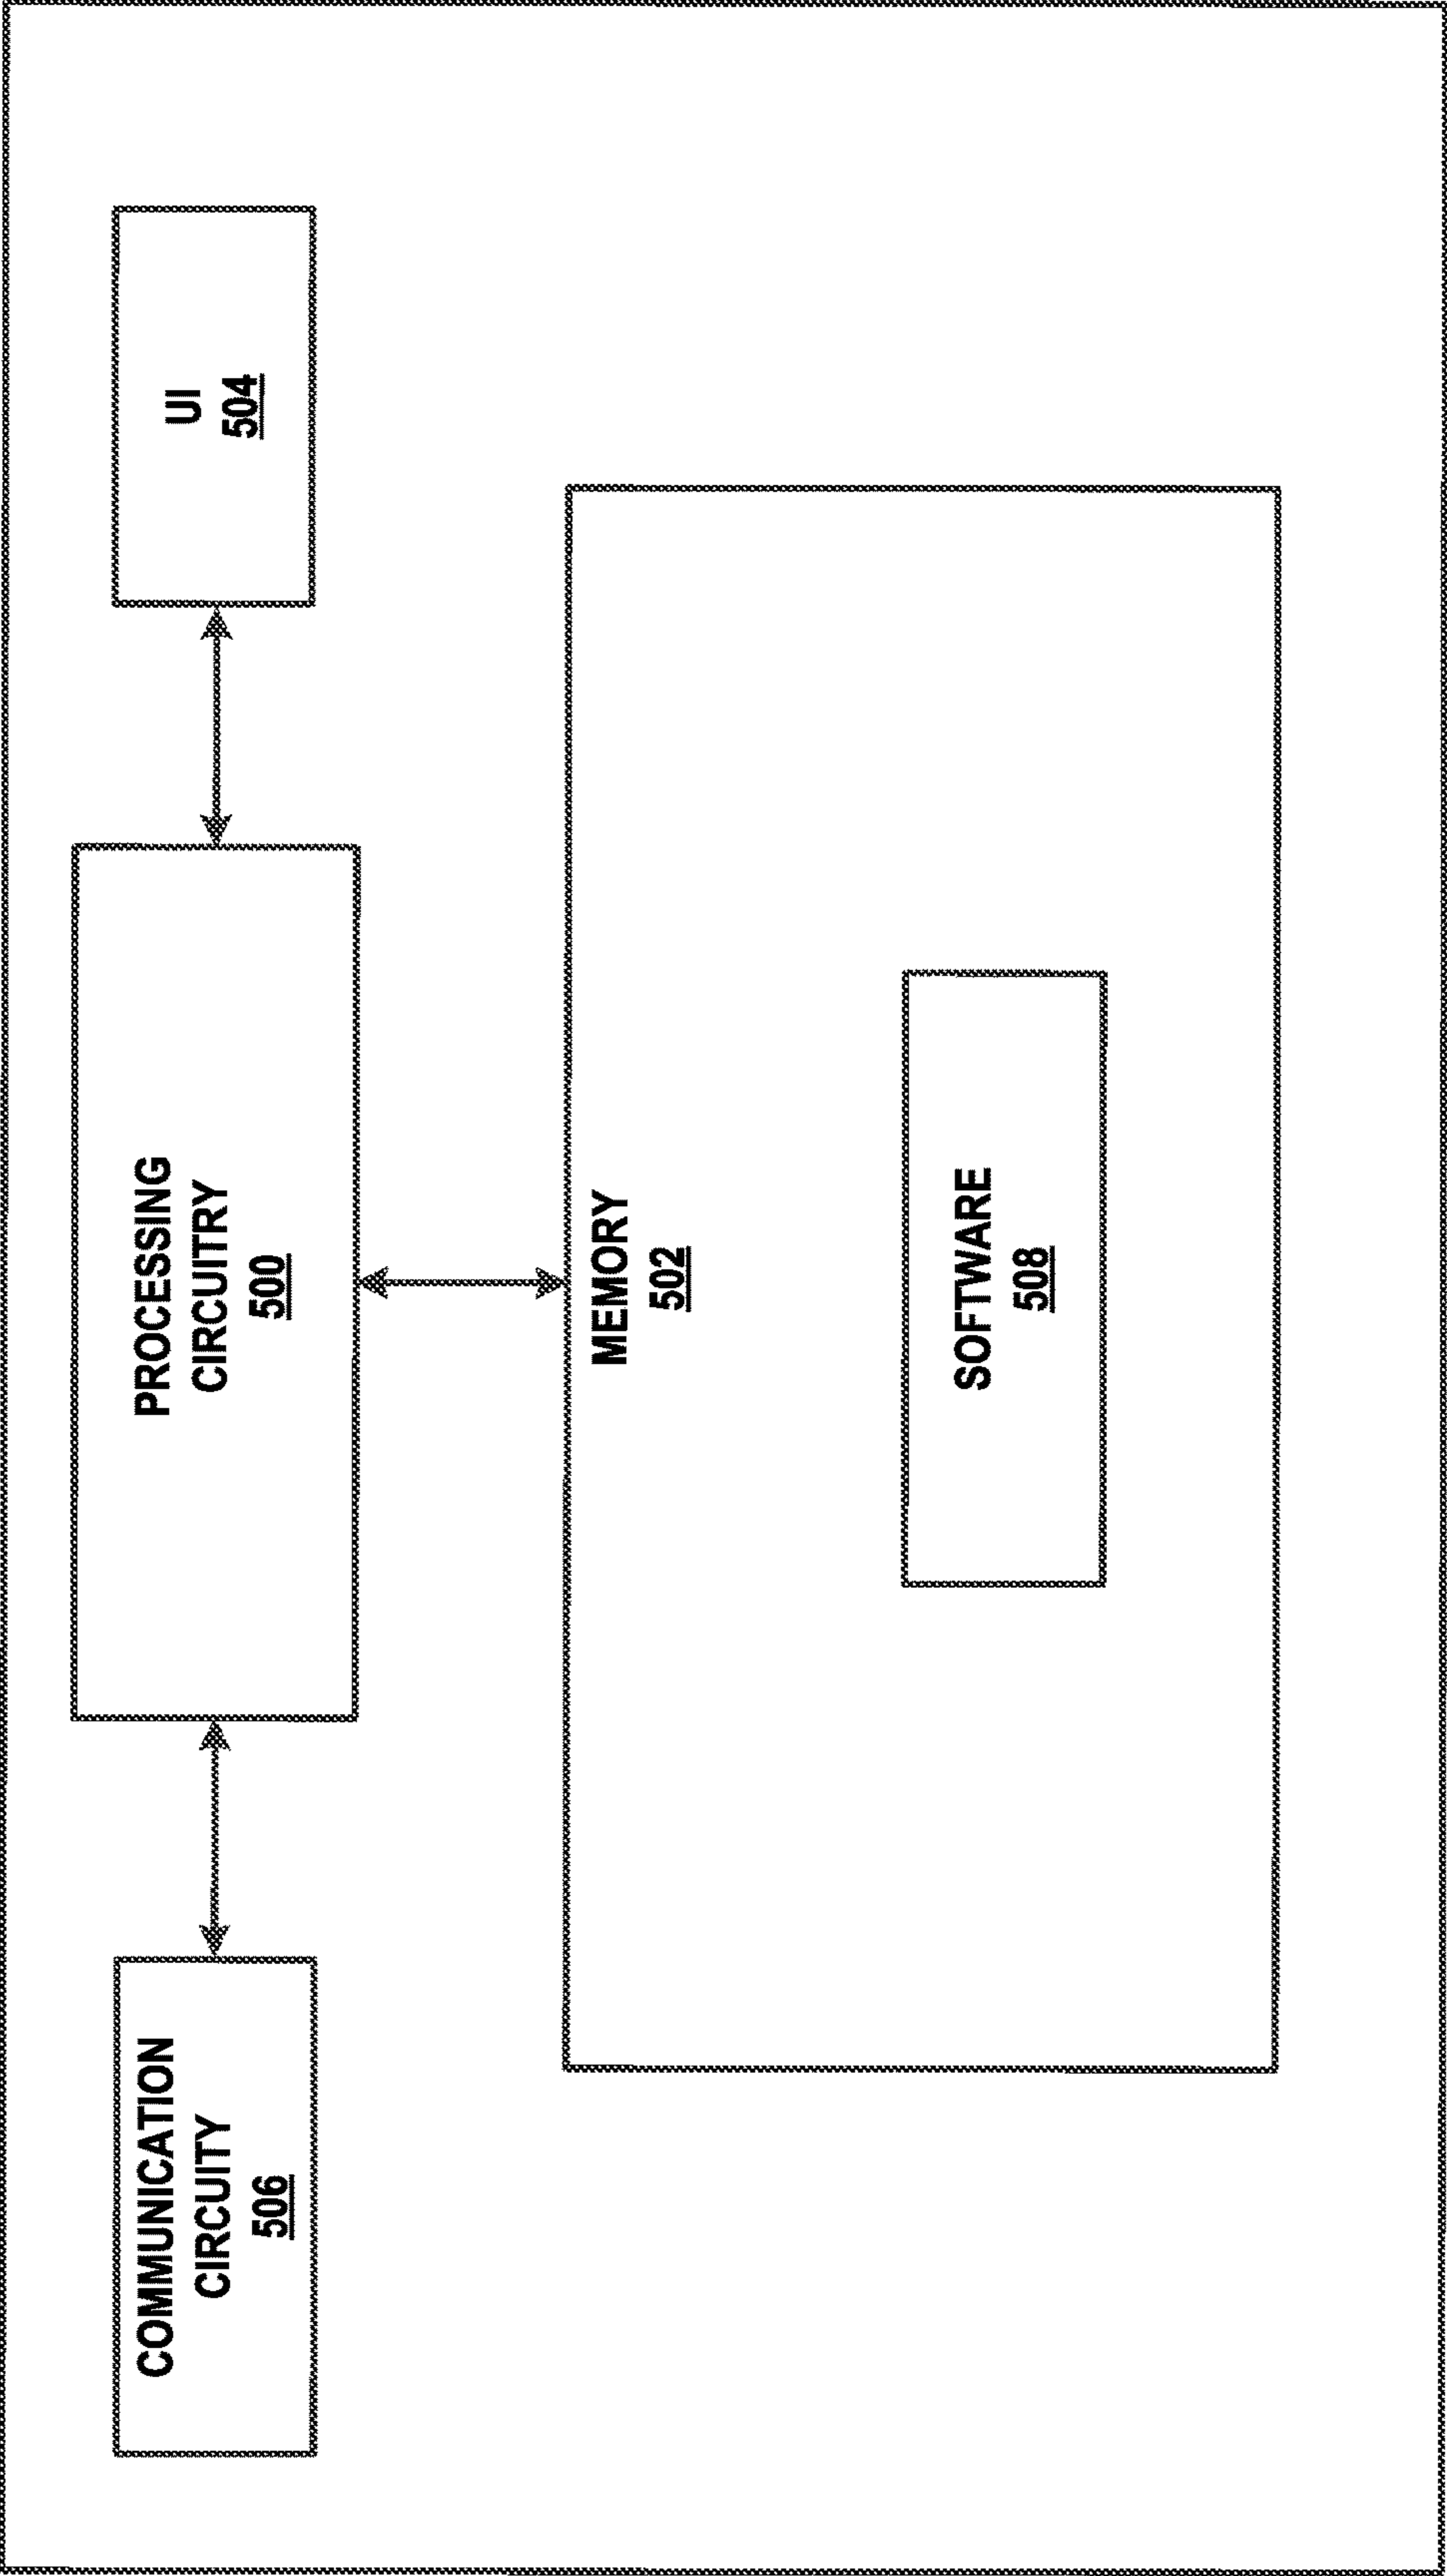 COMMUNICATION
CIRCUITY
506
PROCESSING
CIRCUITRY
500
UI
504
MEMORY
502
SOFTWARE
508